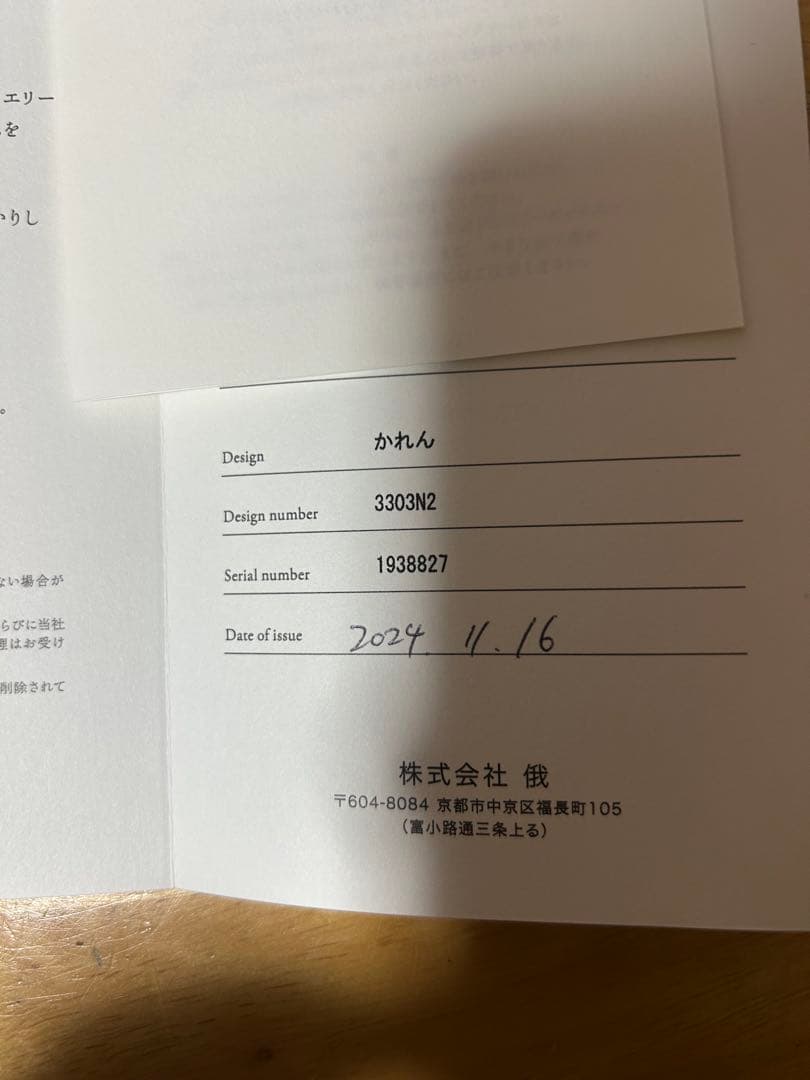 エリー
を
かりし
。
ない場合が
らびに当社
理はお受け
削除されて
Design かれん
Design number 3303N2
Serial number 1938827
Date of issue 2024. 11. 16
株式会社 俄
〒604-8084 京都市中京区福長町105
（富小路通三条上る）